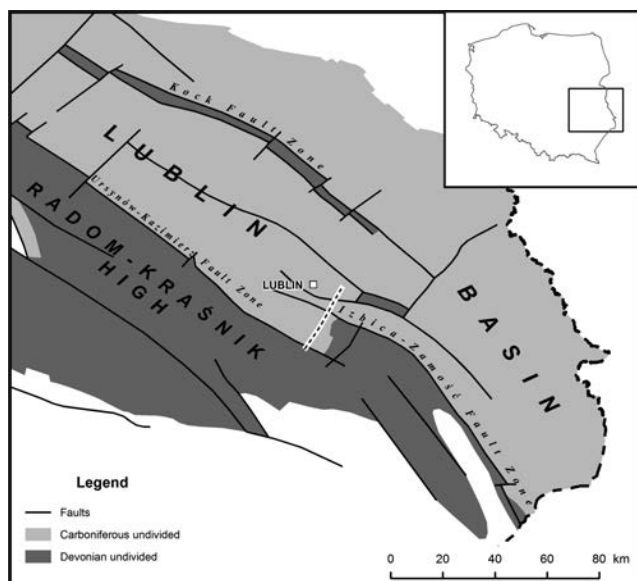 Kock Fault Zone
LUBLIN
Ursynów-Kazimierz Fault Zone
RADOM-KRAŚNIK
HIGH
LUBLIN
BASIN
Izbica-Zamość Fault Zone
Legend
Faults
Carboniferous undivided
Devonian undivided
0 20 40 60 80 km